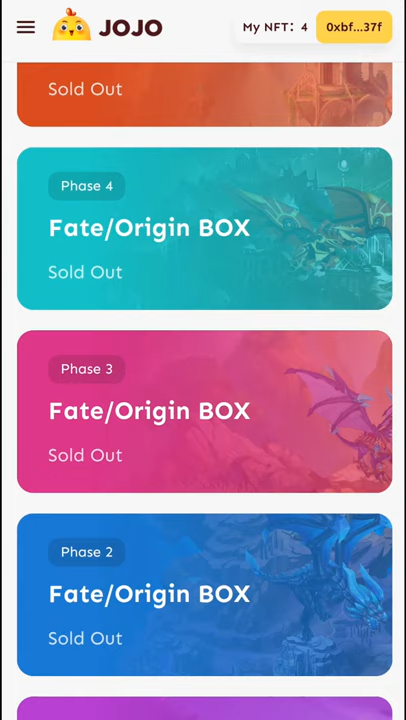 JOJO
My NFT: 4
0xbf...37f
Sold Out
Phase 4
Fate/Origin BOX
Sold Out
Phase 3
Fate/Origin BOX
Sold Out
Phase 2
Fate/Origin BOX
Sold Out